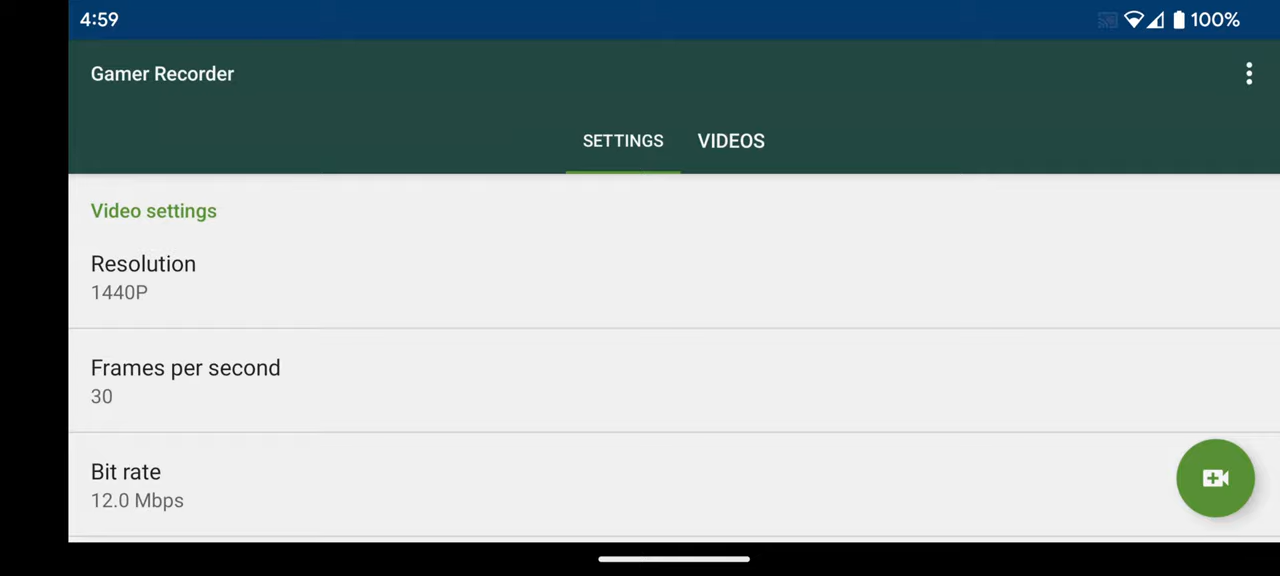 4:59
100%
Gamer Recorder
SETTINGS
VIDEOS
Video settings
Resolution
1440P
Frames per second
30
Bit rate
12.0 Mbps